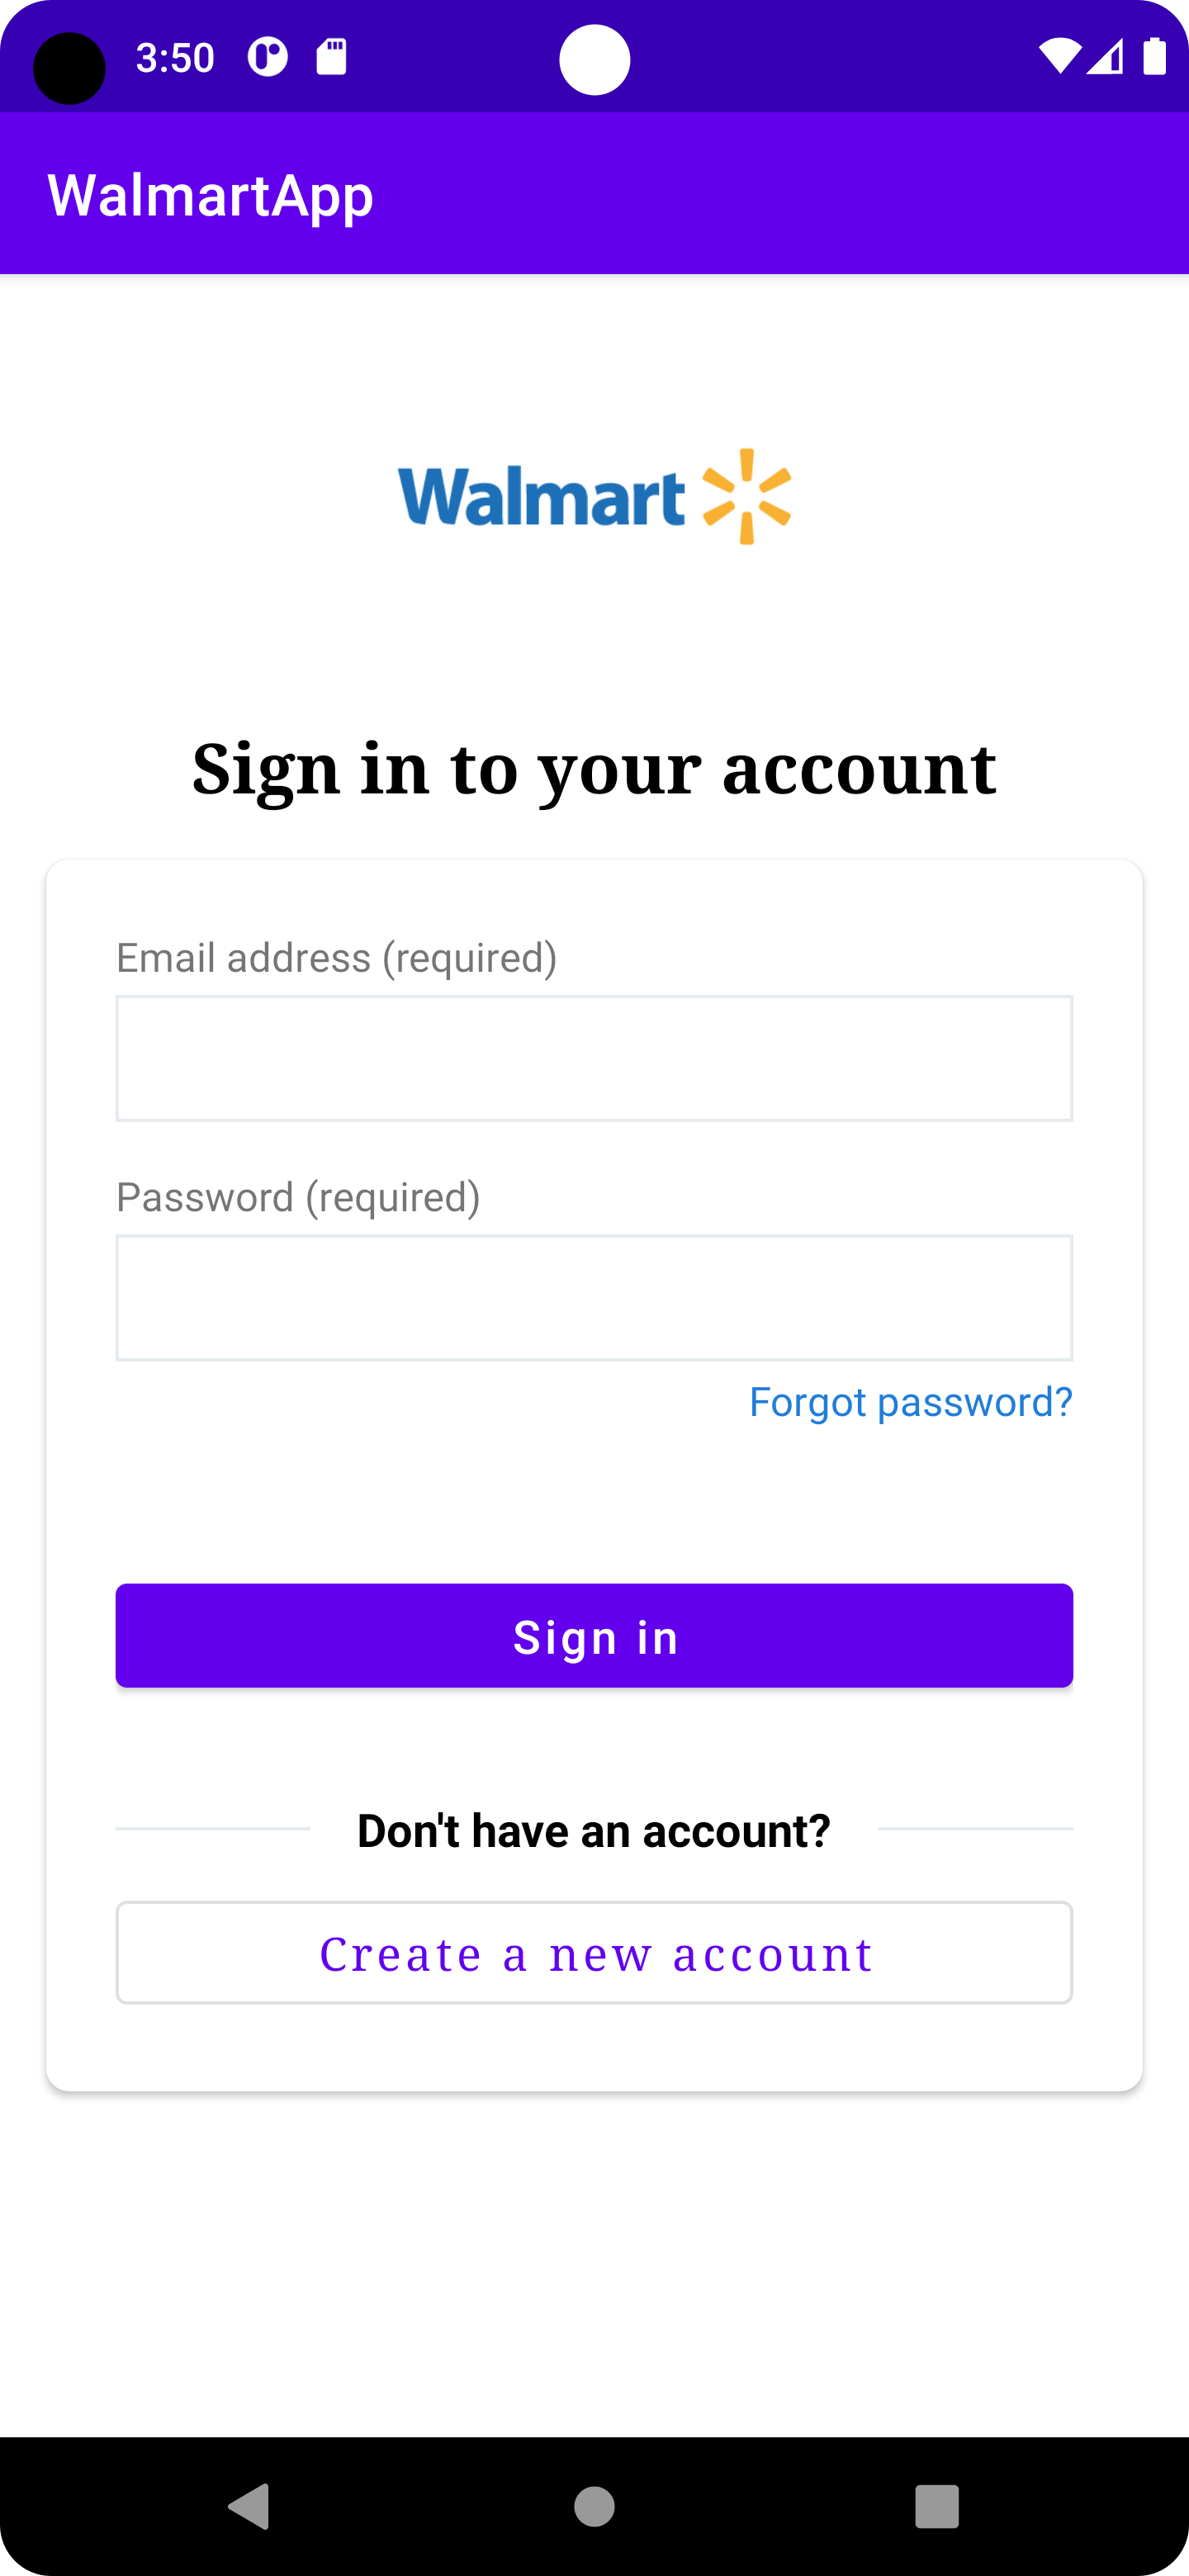 3:50
WalmartApp
Walmart
Sign in to your account
Email address (required)
Password (required)
Forgot password?
Sign in
Don't have an account?
Create a new account